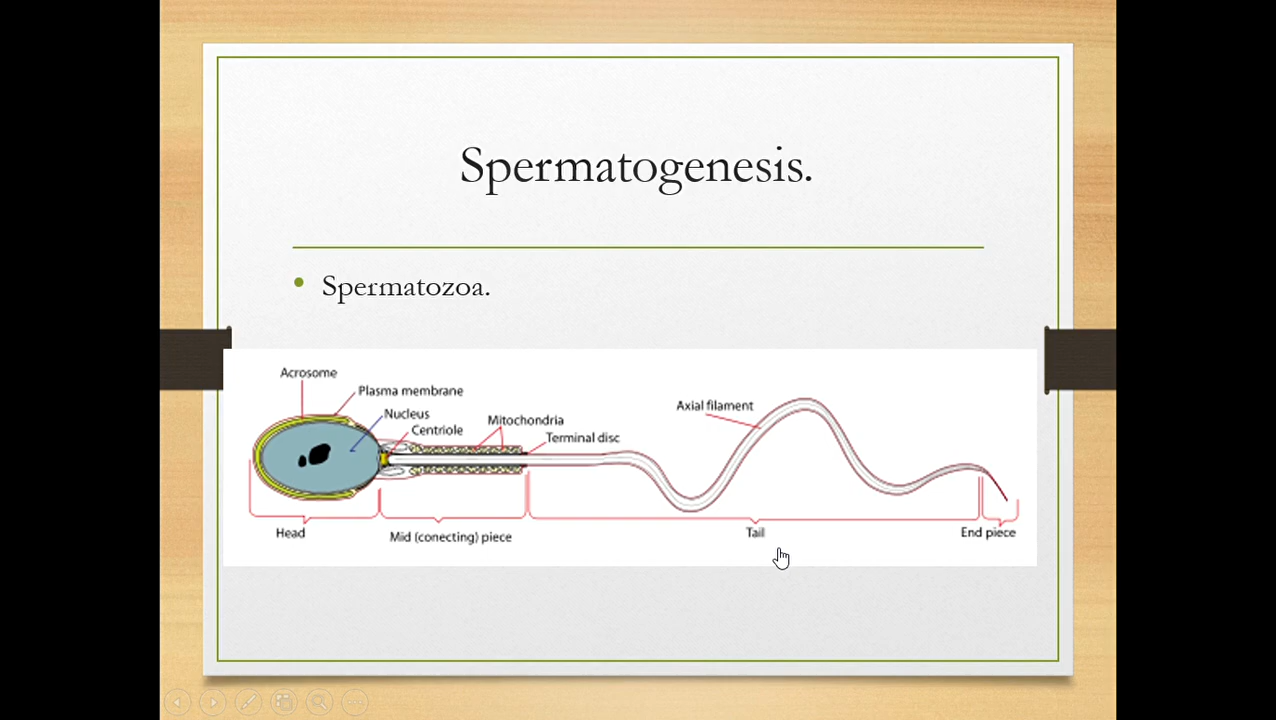 Spermatogenesis.
Spermatozoa.
Acrosome
Plasma membrane
Nucleus
Centriole
Mitochondria
Terminal disc
Axial filament
Head
Mid (conecting) piece
Tail
End piece